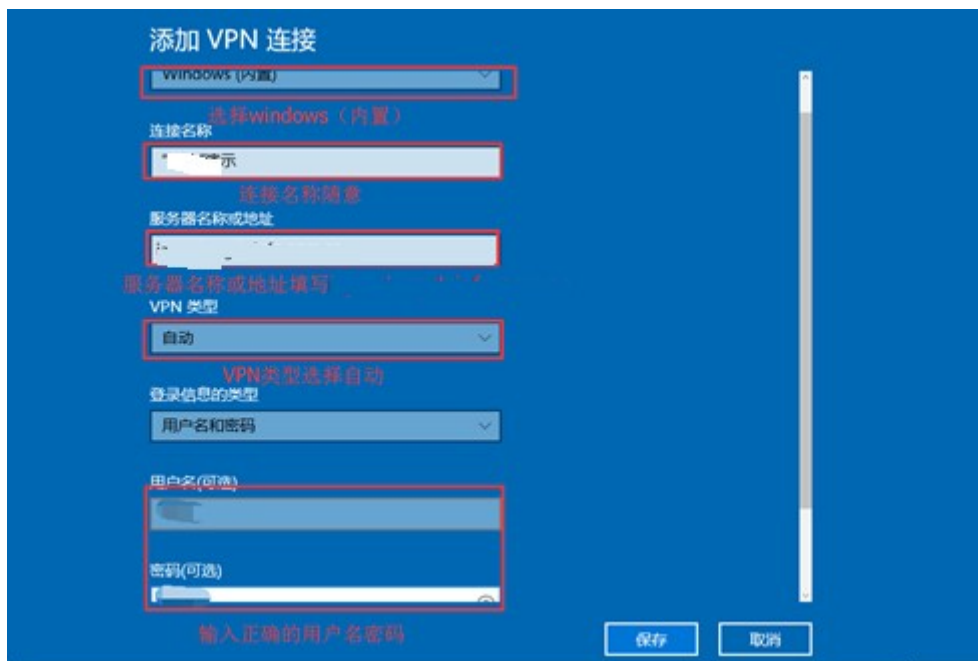 添加 VPN 连接
Windows (内置)
选择windows（内置）
连接名称
示
连接名称随意
服务器名称或地址
服务器名称或地址填写
VPN 类型
自动
VPN类型选择自动
登录信息的类型
用户名和密码
用户名(可选)
密码(可选)
输入正确的用户名密码
保存
取消